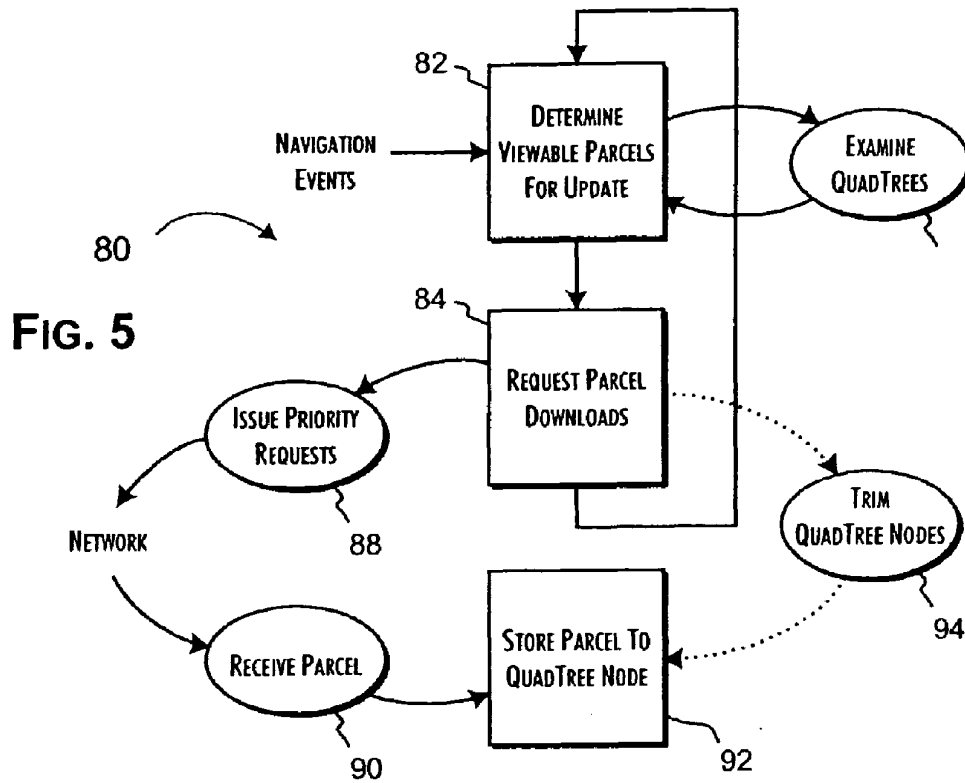 82
DETERMINE
VIEWABLE PARCELS
FOR UPDATE
NAVIGATION
EVENTS
EXAMINE
QUADTREES
80
84
FIG. 5
REQUEST PARCEL
DOWNLOADS
ISSUE PRIORITY
REQUESTS
88
TRIM
QUADTREE NODES
94
NETWORK
STORE PARCEL TO
QUADTREE NODE
92
RECEIVE PARCEL
90